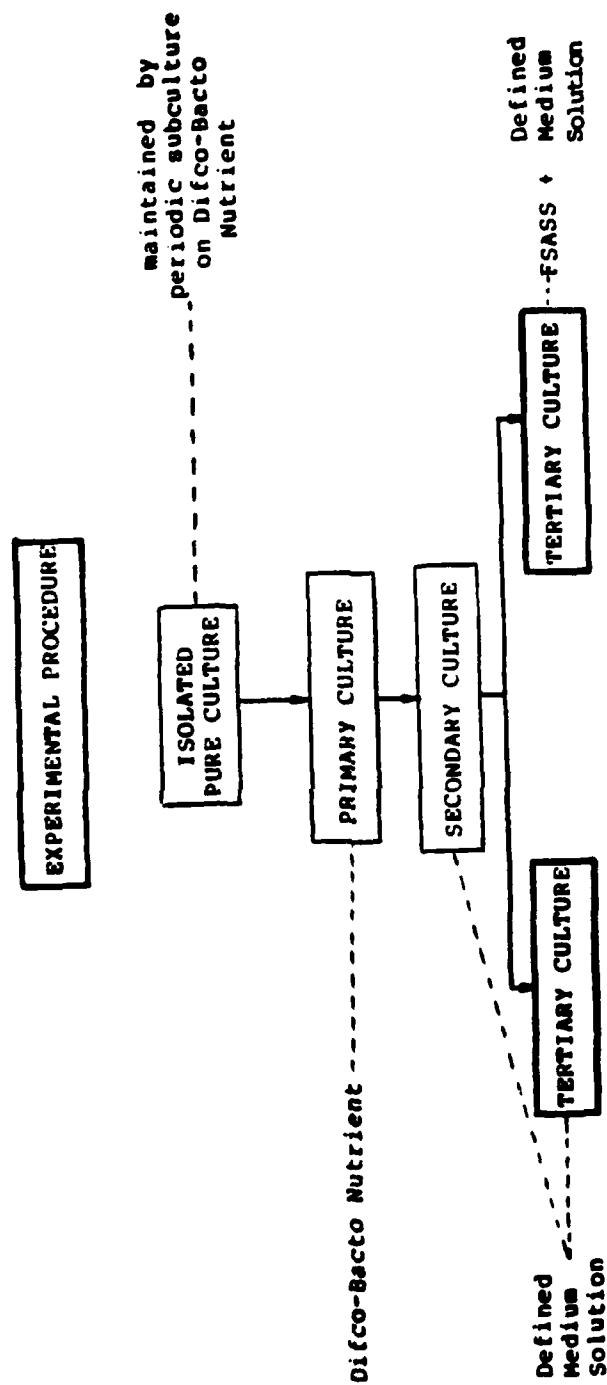 EXPERIMENTAL PROCEDURE
ISOLATED
PURE CULTURE
maintained by
periodic subculture
on Difco-Bacto
Nutrient
PRIMARY CULTURE
Difco-Bacto Nutrient
SECONDARY CULTURE
TERTIARY CULTURE
Defined
Medium
Solution
TERTIARY CULTURE
FSASS +
Defined
Medium
Solution